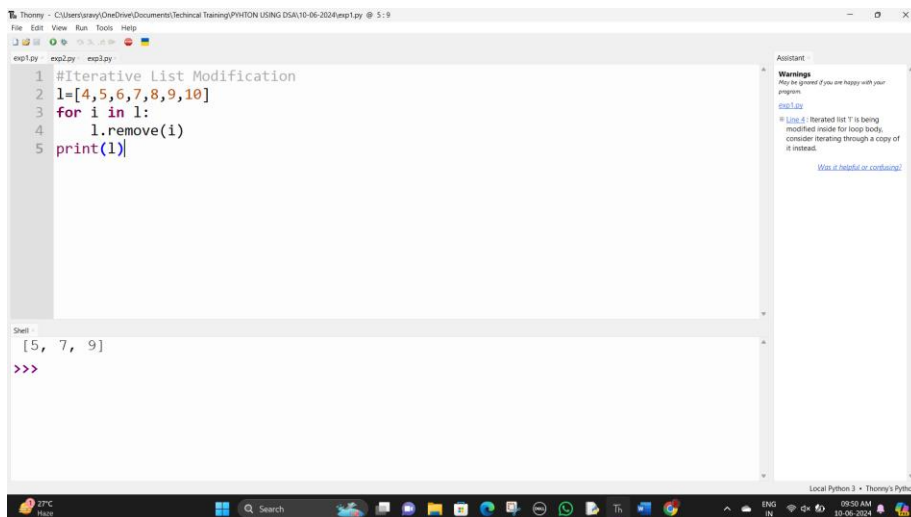 Thonny - C:\Users\sravy\OneDrive\Documents\Techincal Training\PYHTON USING DSA\10-06-2024\exp1.py @ 5:9
File Edit View Run Tools Help
exp1.py exp2.py exp3.py
1 #Iterative List Modification
2 l=[4,5,6,7,8,9,10]
3 for i in l:
4 l.remove(i)
5 print(l)
Assistant
Warnings
May be ignored if you are happy with your
program.
exp1.py
Line 4 : Iterated list 'l' is being
modified inside for loop body,
consider iterating through a copy of
it instead.
Was it helpful or confusing?
Shell
[5, 7, 9]
>>>
Local Python 3 • Thonny's Pytho
27°C
Haze
Search
ENG
IN
09:50 AM
10-06-2024